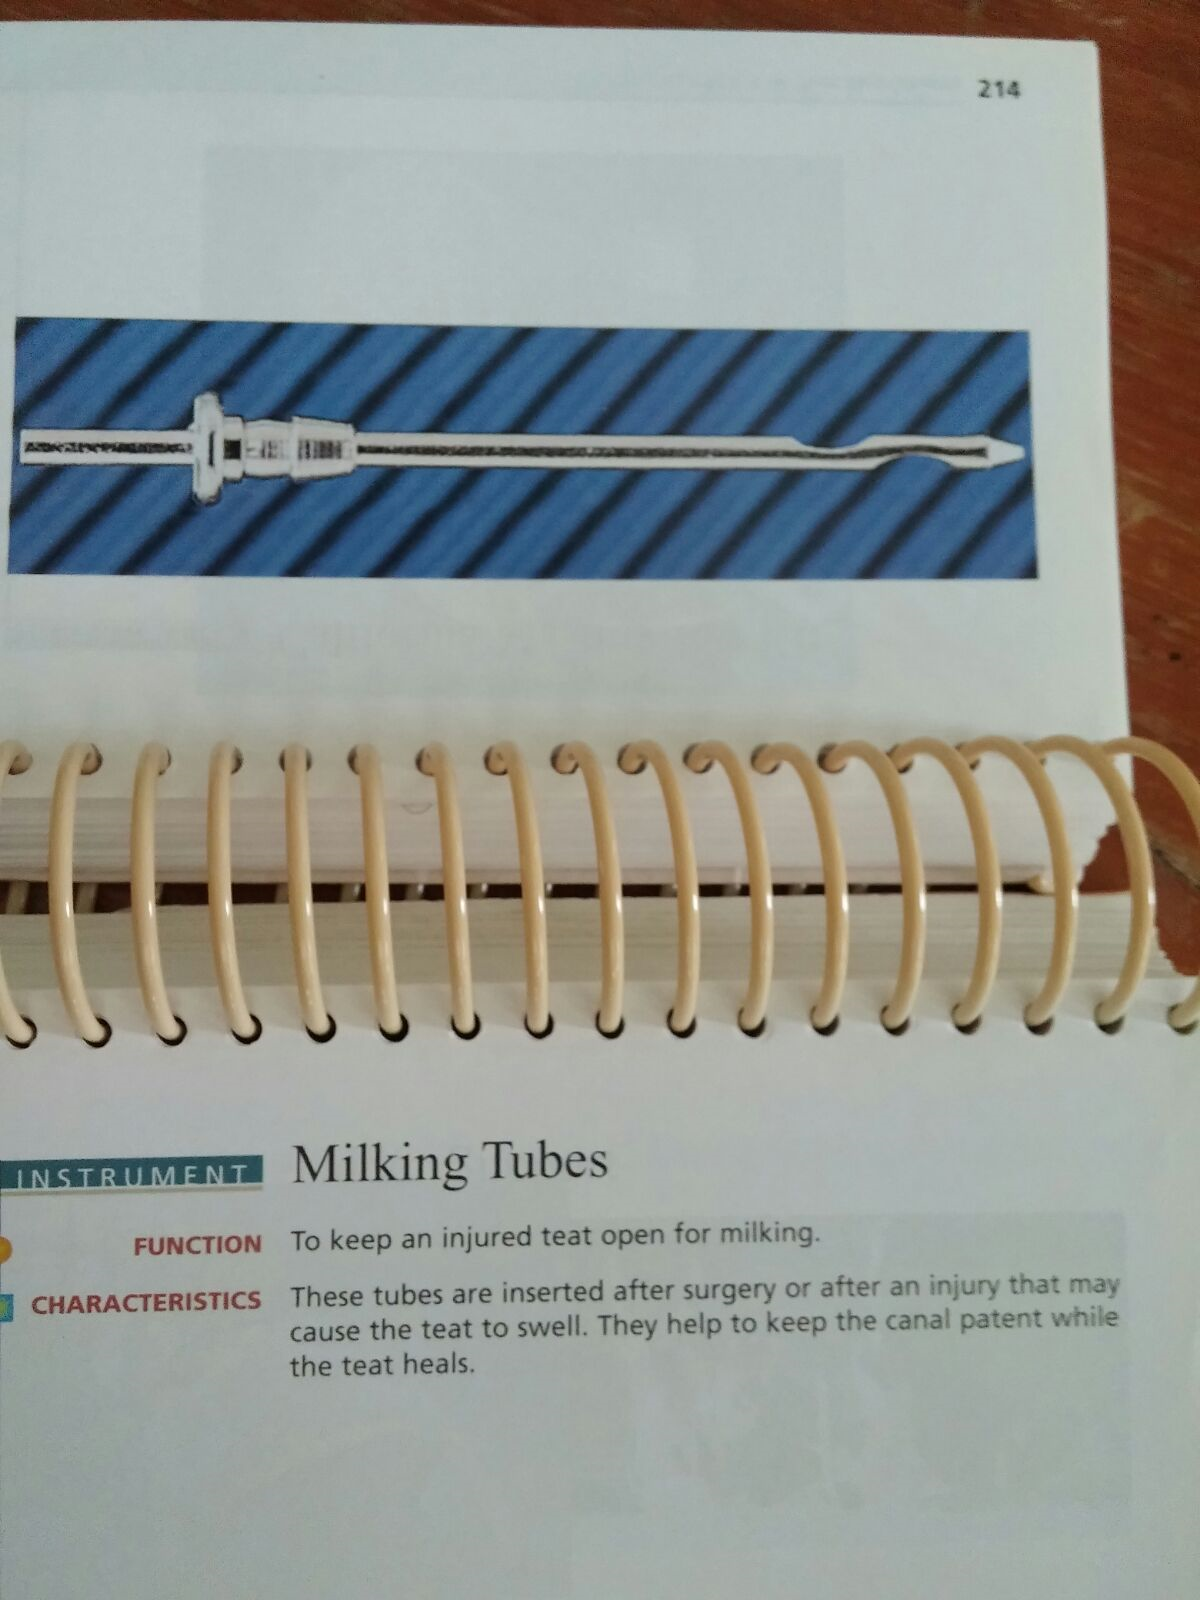 214
INSTRUMENT Milking Tubes
FUNCTION To keep an injured teat open for milking.
CHARACTERISTICS These tubes are inserted after surgery or after an injury that may
cause the teat to swell. They help to keep the canal patent while
the teat heals.